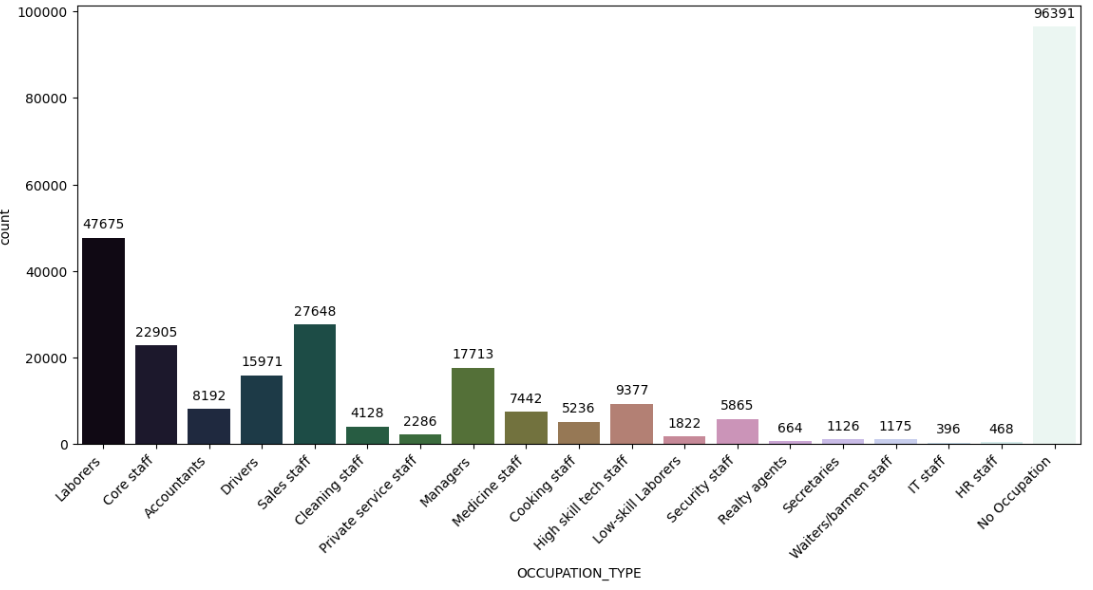 count
100000
80000
60000
40000
20000
0
47675
22905
8192
15971
27648
4128
2286
17713
7442
5236
9377
1822
5865
664
1126
1175
396
468
96391
Laborers
Core staff
Accountants
Drivers
Sales staff
Cleaning staff
Private service staff
Managers
Medicine staff
Cooking staff
High skill tech staff
Low-skill Laborers
Security staff
Realty agents
Secretaries
Waiters/barmen staff
IT staff
HR staff
No Occupation
OCCUPATION_TYPE